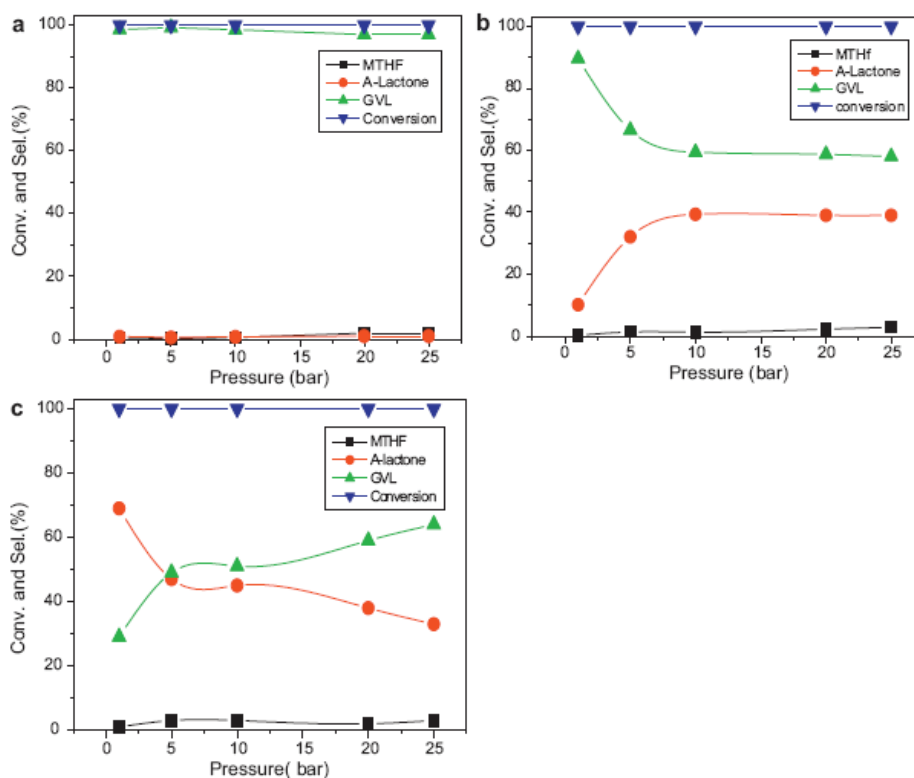 a
100
80
60
40
20
0
Conv. and Sel.(%)
MTHF
A-Lactone
GVL
Conversion
0 5 10 15 20 25
Pressure (bar)
b
100
80
60
40
20
0
Conv. and Sel.(%)
MTHf
A-Lactone
GVL
conversion
0 5 10 15 20 25
Pressure (bar)
c
100
80
60
40
20
0
Conv. and Sel.(%)
MTHF
A-lactone
GVL
Conversion
0 5 10 15 20 25
Pressure( bar)